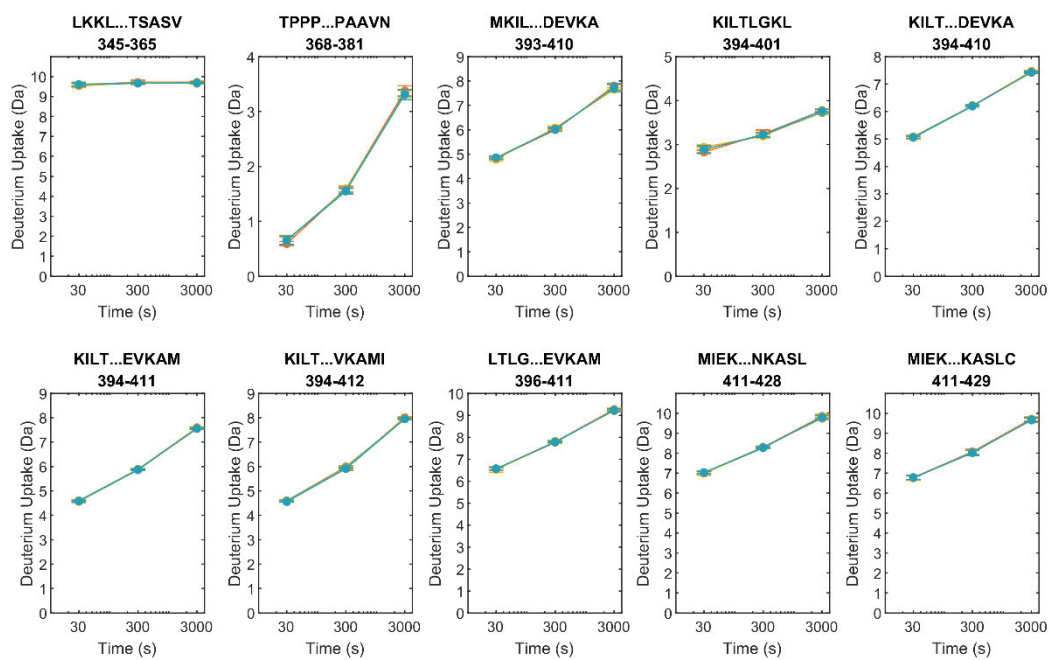 LKKL...TSASV
345-365
Deuterium Uptake (Da)
10
9
8
7
6
5
4
3
2
1
0
30 300 3000
Time (s)
TPPP...PAAVN
368-381
Deuterium Uptake (Da)
4
3
2
1
0
30 300 3000
Time (s)
MKIL...DEVKA
393-410
Deuterium Uptake (Da)
9
8
7
6
5
4
3
2
1
0
30 300 3000
Time (s)
KILTLGKL
394-401
Deuterium Uptake (Da)
5
4
3
2
1
0
30 300 3000
Time (s)
KILT...DEVKA
394-410
Deuterium Uptake (Da)
8
7
6
5
4
3
2
1
0
30 300 3000
Time (s)
KILT...EVKAM
394-411
Deuterium Uptake (Da)
9
8
7
6
5
4
3
2
1
0
30 300 3000
Time (s)
KILT...VKAMI
394-412
Deuterium Uptake (Da)
9
8
7
6
5
4
3
2
1
0
30 300 3000
Time (s)
LTLG...EVKAM
396-411
Deuterium Uptake (Da)
10
9
8
7
6
5
4
3
2
1
0
30 300 3000
Time (s)
MIEK...NKASL
411-428
Deuterium Uptake (Da)
10
9
8
7
6
5
4
3
2
1
0
30 300 3000
Time (s)
MIEK...KASLC
411-429
Deuterium Uptake (Da)
10
9
8
7
6
5
4
3
2
1
0
30 300 3000
Time (s)